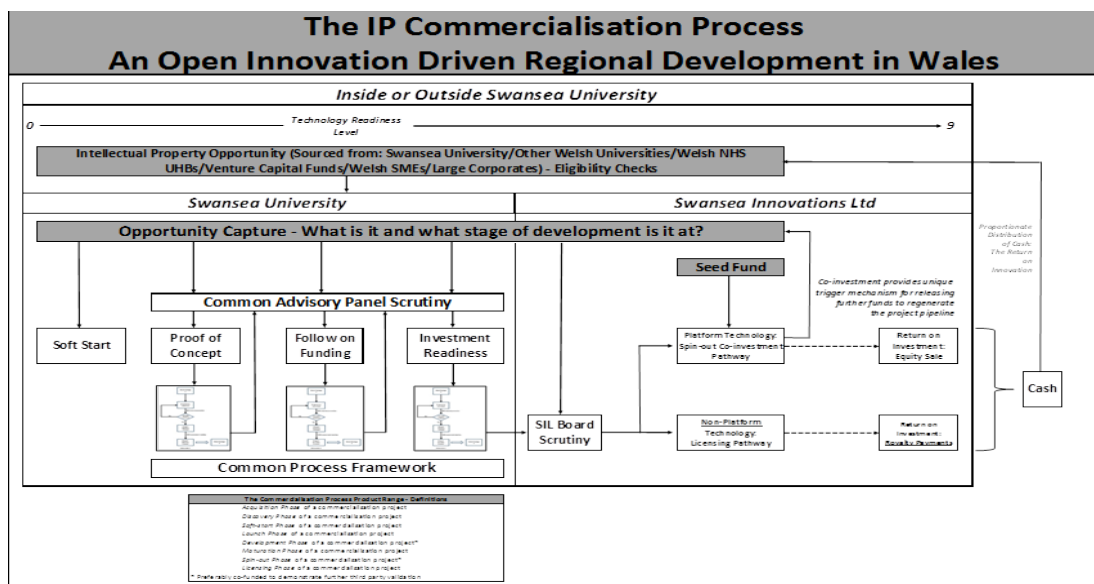 The IP Commercialisation Process
An Open Innovation Driven Regional Development in Wales
Inside or Outside Swansea University
0
Technology Readiness
Level
9
Intellectual Property Opportunity (Sourced from: Swansea University/Other Welsh Universities/Welsh NHS
UHBs/Venture Capital Funds/Welsh SMEs/Large Corporates) - Eligibility Checks
Swansea University
Swansea Innovations Ltd
Opportunity Capture - What is it and what stage of development is it at?
Proportionate
Distribution
of Cash:
The Return
on
Innovation
Seed Fund
Co-investment provides unique
trigger mechanism for releasing
further funds to regenerate
the project pipeline
Common Advisory Panel Scrutiny
Soft Start
Proof of
Concept
Follow on
Funding
Investment
Readiness
Platform Technology:
Spin-out Co-investment
Pathway
Return on
Investment:
Equity Sale
Cash
SIL Board
Scrutiny
Non-Platform
Technology:
Licensing Pathway
Return on
Investment:
Royalty Payments
Common Process Framework
The Commercialisation Process Product Range - Definitions
Acquisition Phase of a commercialisation project
Discovery Phase of a commercialisation project
Soft-start Phase of a commercialisation project
Launch Phase of a commercialisation project
Development Phase of a commercialisation project*
Maturation Phase of a commercialisation project
Spin-out Phase of a commercialisation project*
Licensing Phase of a commercialisation project
* Preferably co-funded to demonstrate further third party validation